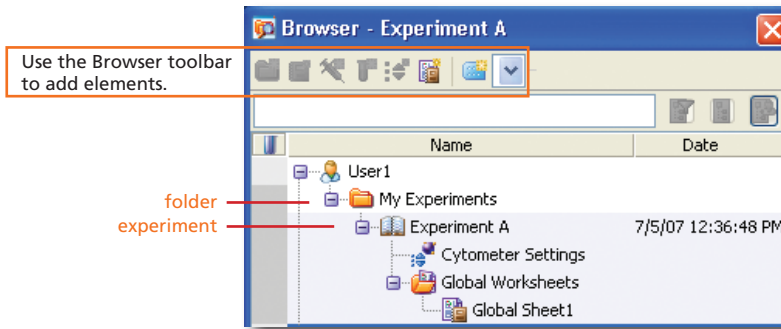 Browser - Experiment A
Use the Browser toolbar
to add elements.
Name Date
User1
folder My Experiments
experiment Experiment A 7/5/07 12:36:48 PM
Cytometer Settings
Global Worksheets
Global Sheet1